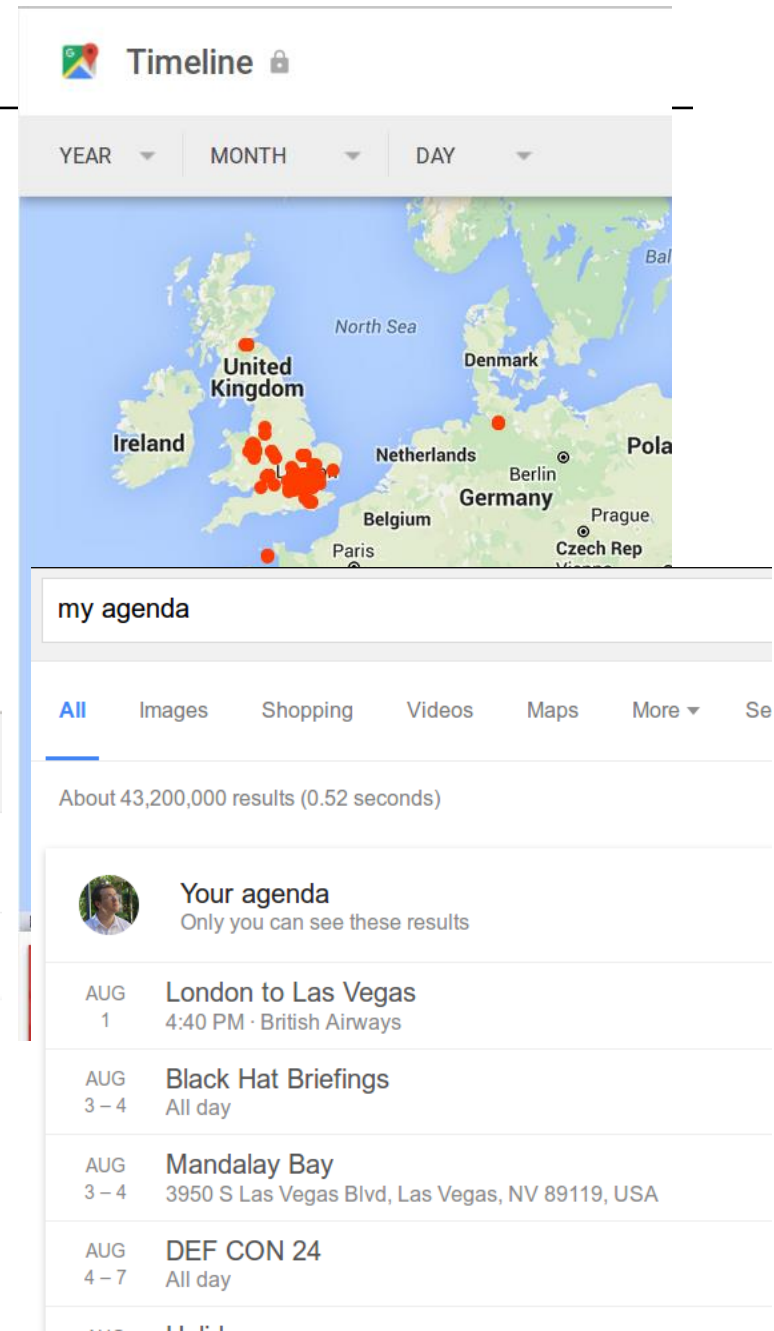 Timeline
YEAR MONTH DAY
Bal
North Sea
Denmark
United
Kingdom
Ireland
Netherlands
Pola
Berlin
Germany
Belgium
Prague
Paris
Czech Rep
my agenda
All Images Shopping Videos Maps More Se
About 43,200,000 results (0.52 seconds)
Your agenda
Only you can see these results
AUG
1
London to Las Vegas
4:40 PM · British Airways
AUG
3 – 4
Black Hat Briefings
All day
AUG
3 – 4
Mandalay Bay
3950 S Las Vegas Blvd, Las Vegas, NV 89119, USA
AUG
4 – 7
DEF CON 24
All day